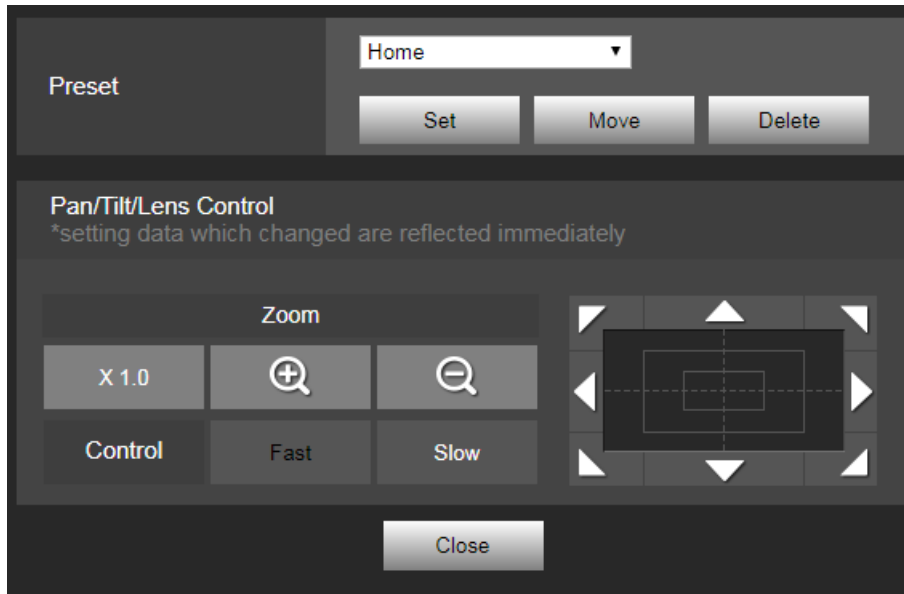 Home
Preset
Set Move Delete
Pan/Tilt/Lens Control
*setting data which changed are reflected immediately
Zoom
X 1.0
Control Fast Slow
Close